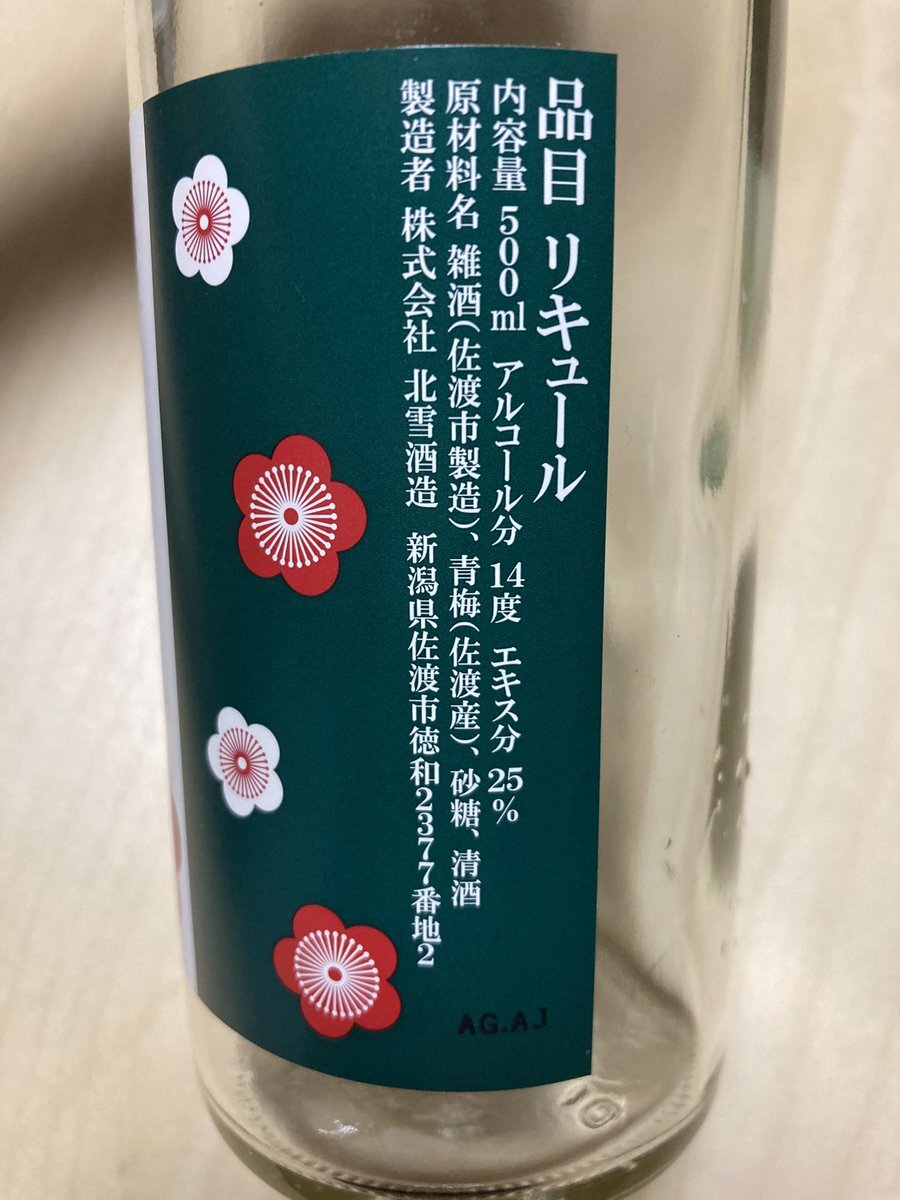 品目 リキュール
内容量 500ml アルコール分 14度 エキス分 25%
原材料名 雑酒(佐渡市製造)、青梅(佐渡産)、砂糖、清酒
製造者 株式会社 北雪酒造 新潟県佐渡市徳和2377番地2
AG.AJ